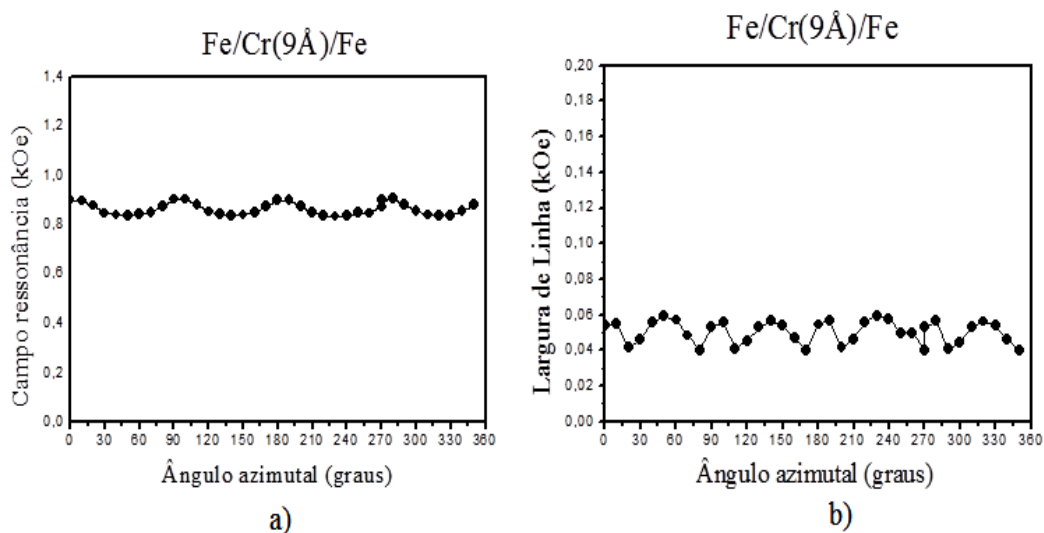 Fe/Cr(9Å)/Fe
Campo ressonância (kOe)
1,4
1,2
1,0
0,8
0,6
0,4
0,2
0,0
0 30 60 90 120 150 180 210 240 270 300 330 360
Ângulo azimutal (graus)
a)
Fe/Cr(9Å)/Fe
Largura de Linha (kOe)
0,20
0,18
0,16
0,14
0,12
0,10
0,08
0,06
0,04
0,02
0,00
0 30 60 90 120 150 180 210 240 270 300 330 360
Ângulo azimutal (graus)
b)